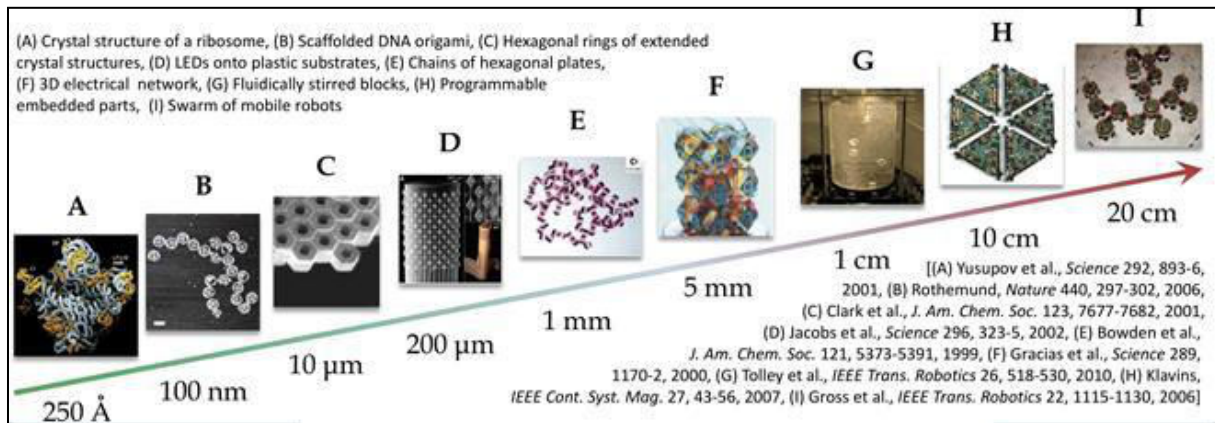 (A) Crystal structure of a ribosome, (B) Scaffolded DNA origami, (C) Hexagonal rings of extended
crystal structures, (D) LEDs onto plastic substrates, (E) Chains of hexagonal plates,
(F) 3D electrical network, (G) Fluidically stirred blocks, (H) Programmable
embedded parts, (I) Swarm of mobile robots
A
B
C
D
E
F
G
H
I
250 Å
100 nm
10 µm
200 µm
1 mm
5 mm
1 cm
10 cm
20 cm
[(A) Yusupov et al., Science 292, 893-6,
2001, (B) Rothemund, Nature 440, 297-302, 2006,
(C) Clark et al., J. Am. Chem. Soc. 123, 7677-7682, 2001,
(D) Jacobs et al., Science 296, 323-5, 2002, (E) Bowden et al.,
J. Am. Chem. Soc. 121, 5373-5391, 1999, (F) Gracias et al., Science 289,
1170-2, 2000, (G) Tolley et al., IEEE Trans. Robotics 26, 518-530, 2010, (H) Klavins,
IEEE Cont. Syst. Mag. 27, 43-56, 2007, (I) Gross et al., IEEE Trans. Robotics 22, 1115-1130, 2006]